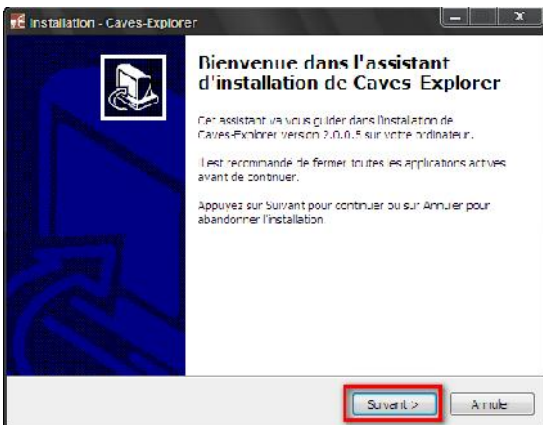 Installation - Caves-Explorer
Bienvenue dans l'assistant
d'installation de Caves-Explorer
Cet assistant va vous guider dans l'installation de
Caves-Explorer version 2.0.0.5 sur votre ordinateur.
Il est recommandé de fermer toutes les applications actives
avant de continuer.
Appuyez sur Suivant pour continuer ou sur Annuler pour
abandonner l'installation.
Suivant >
Annuler